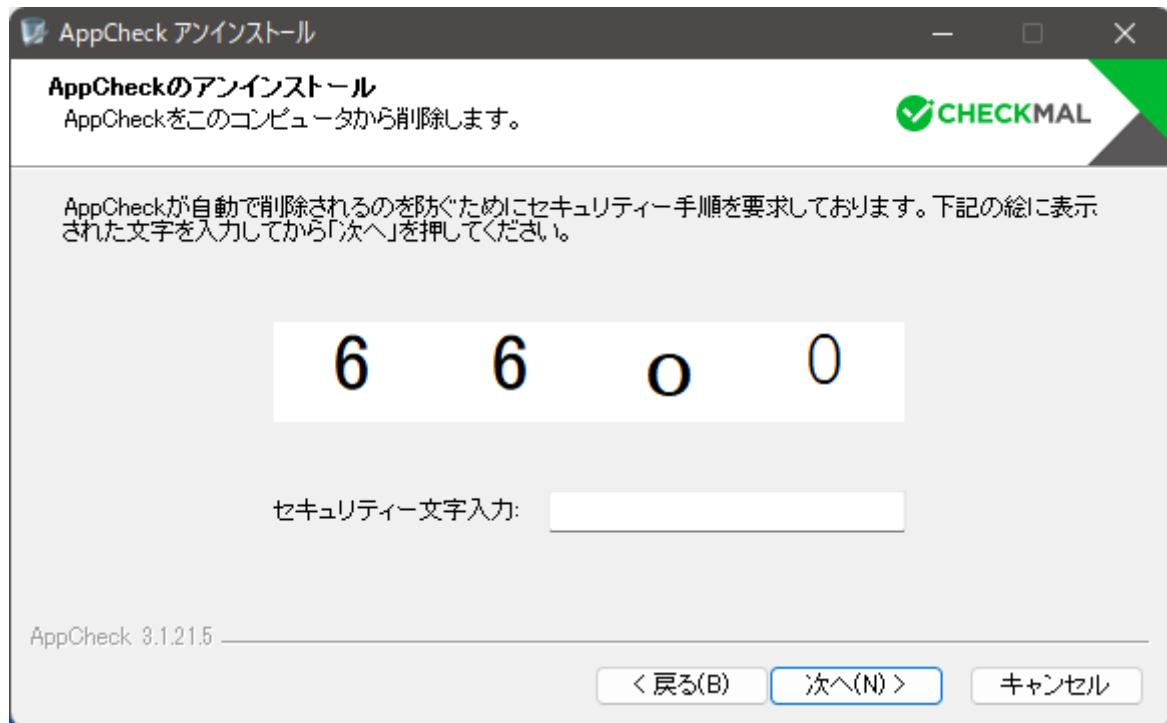 AppCheck アンインストール
AppCheckのアンインストール
AppCheckをこのコンピュータから削除します。
CHECKMAL
AppCheckが自動で削除されるのを防ぐためにセキュリティー手順を要求しております。下記の絵に表示
された文字を入力してから「次へ」を押してください。
6 6 o 0
セキュリティー文字入力:
AppCheck 3.1.21.5
< 戻る(B) 次へ(N) > キャンセル